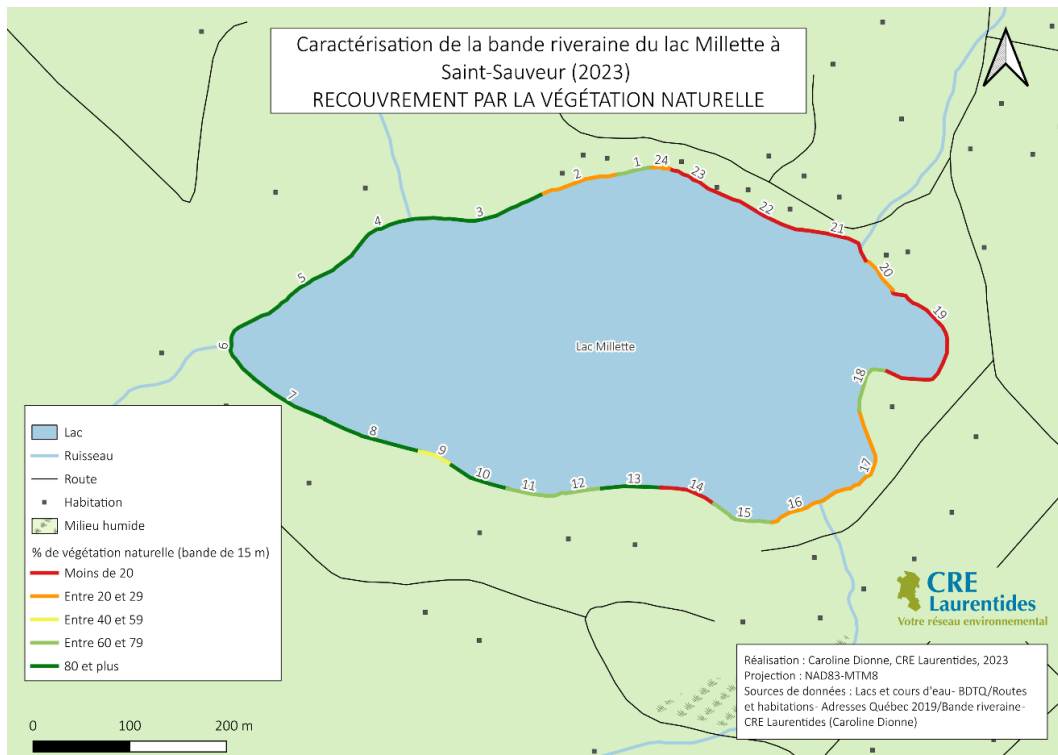 Caractérisation de la bande riveraine du lac Millette à
Saint-Sauveur (2023)
RECOUVREMENT PAR LA VÉGÉTATION NATURELLE
1
24
2
23
3
22
4
21
20
5
19
6
Lac Millette
18
7
8
9
17
10
11
12
13
14
16
15
Lac
Ruisseau
Route
Habitation
Milieu humide
% de végétation naturelle (bande de 15 m)
Moins de 20
Entre 20 et 29
Entre 40 et 59
Entre 60 et 79
80 et plus
CRE
Laurentides
Votre réseau environnemental
Réalisation : Caroline Dionne, CRE Laurentides, 2023
Projection : NAD83-MTM8
Sources de données : Lacs et cours d'eau- BDTQ/Routes
et habitations- Adresses Québec 2019/Bande riveraine-
CRE Laurentides (Caroline Dionne)
0 100 200 m